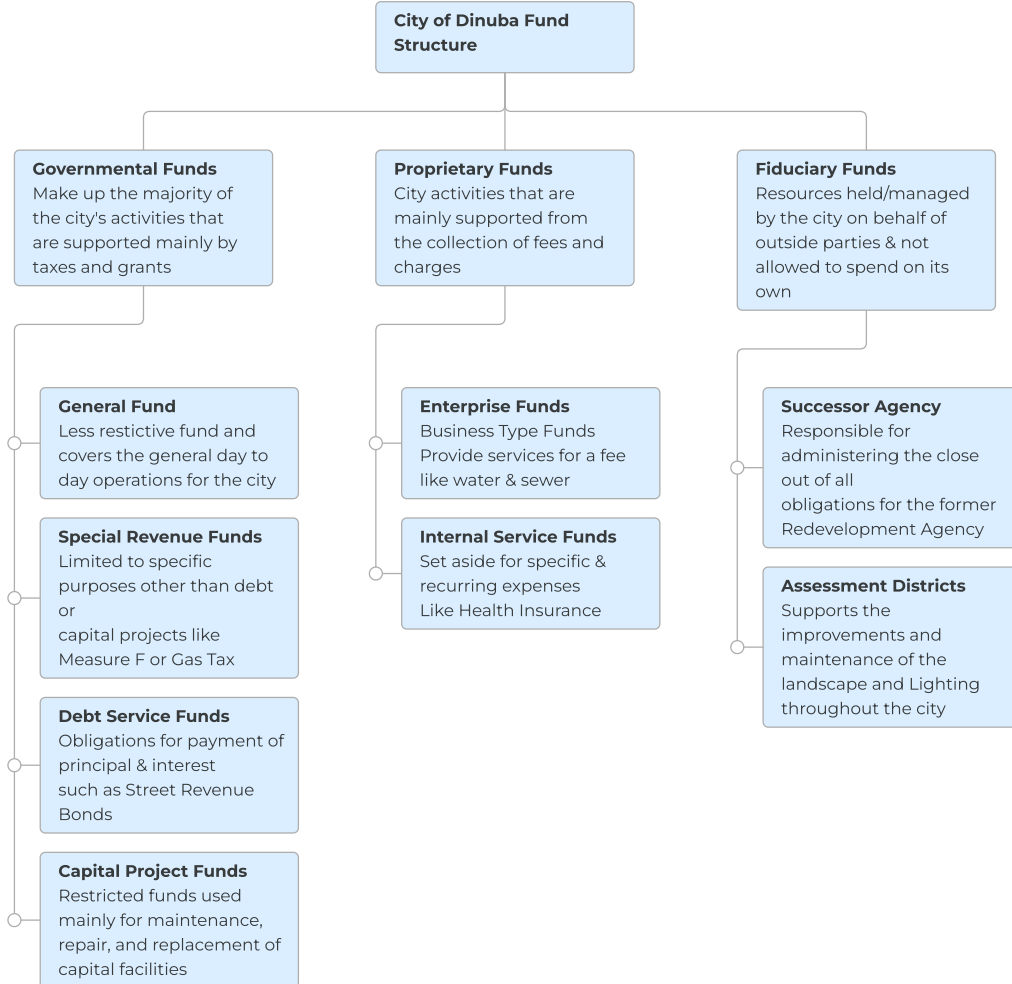 City of Dinuba Fund
Structure
Governmental Funds
Make up the majority of
the city's activities that
are supported mainly by
taxes and grants
Proprietary Funds
City activities that are
mainly supported from
the collection of fees and
charges
Fiduciary Funds
Resources held/managed
by the city on behalf of
outside parties & not
allowed to spend on its
own
General Fund
Less restictive fund and
covers the general day to
day operations for the city
Special Revenue Funds
Limited to specific
purposes other than debt
or
capital projects like
Measure F or Gas Tax
Debt Service Funds
Obligations for payment of
principal & interest
such as Street Revenue
Bonds
Capital Project Funds
Restricted funds used
mainly for maintenance,
repair, and replacement of
capital facilities
Enterprise Funds
Business Type Funds
Provide services for a fee
like water & sewer
Internal Service Funds
Set aside for specific &
recurring expenses
Like Health Insurance
Successor Agency
Responsible for
administering the close
out of all
obligations for the former
Redevelopment Agency
Assessment Districts
Supports the
improvements and
maintenance of the
landscape and Lighting
throughout the city